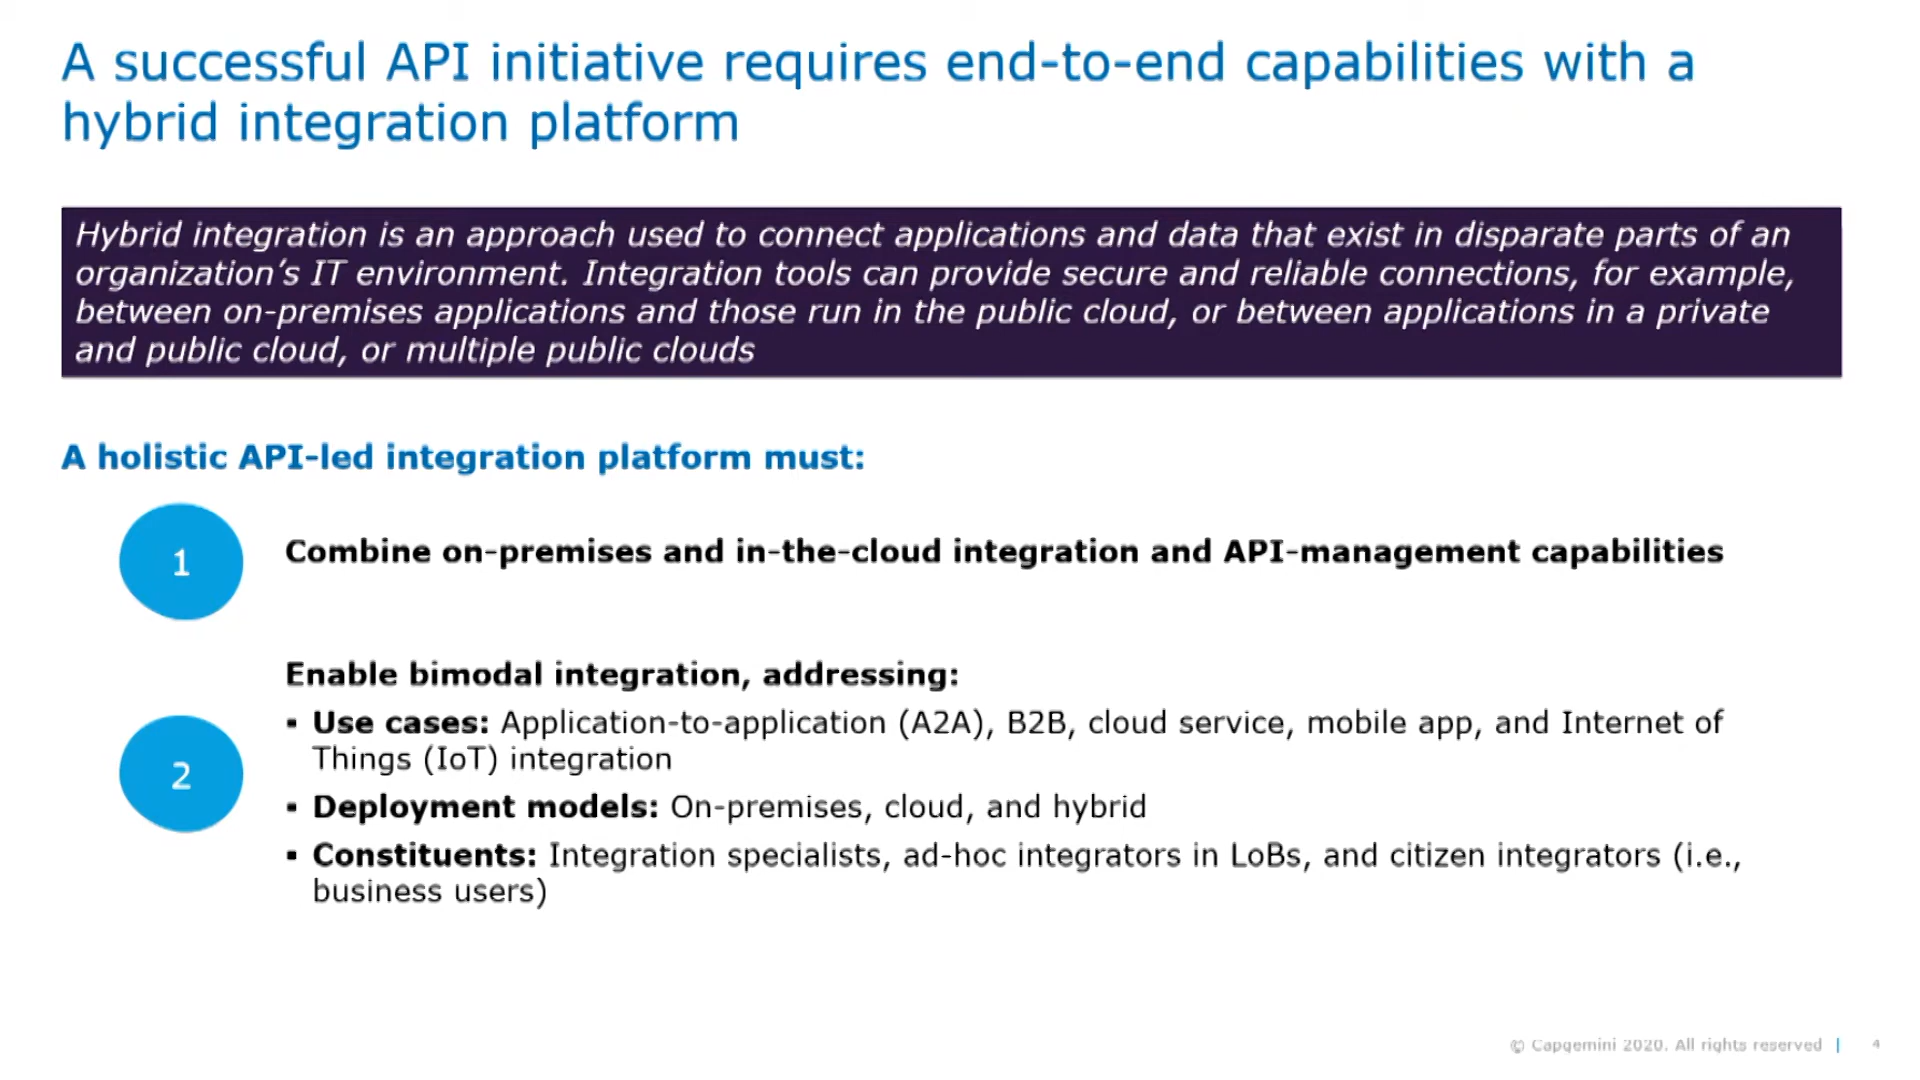 A successful API initiative requires end-to-end capabilities with a
hybrid integration platform
Hybrid integration is an approach used to connect applications and data that exist in disparate parts of an
organization’s IT environment. Integration tools can provide secure and reliable connections, for example,
between on-premises applications and those run in the public cloud, or between applications in a private
and public cloud, or multiple public clouds
A holistic API-led integration platform must:
1
Combine on-premises and in-the-cloud integration and API-management capabilities
2
Enable bimodal integration, addressing:
▪ Use cases: Application-to-application (A2A), B2B, cloud service, mobile app, and Internet of
Things (IoT) integration
▪ Deployment models: On-premises, cloud, and hybrid
▪ Constituents: Integration specialists, ad-hoc integrators in LoBs, and citizen integrators (i.e.,
business users)
© Capgemini 2020. All rights reserved | 4